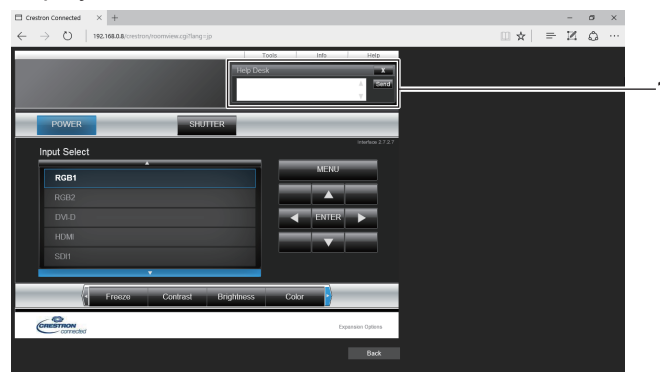 Crestron Connected
192.168.0.8/crestron/roomview.cgi?lang=jp
Tools Info Help
Help Desk X
Send
1
POWER SHUTTER
Interface 2.7.2.7
Input Select
MENU
RGB1
RGB2
DVI-D ENTER
HDMI
SDI1
Freeze Contrast Brightness Color
CRESTRON connected
Expansion Options
Back